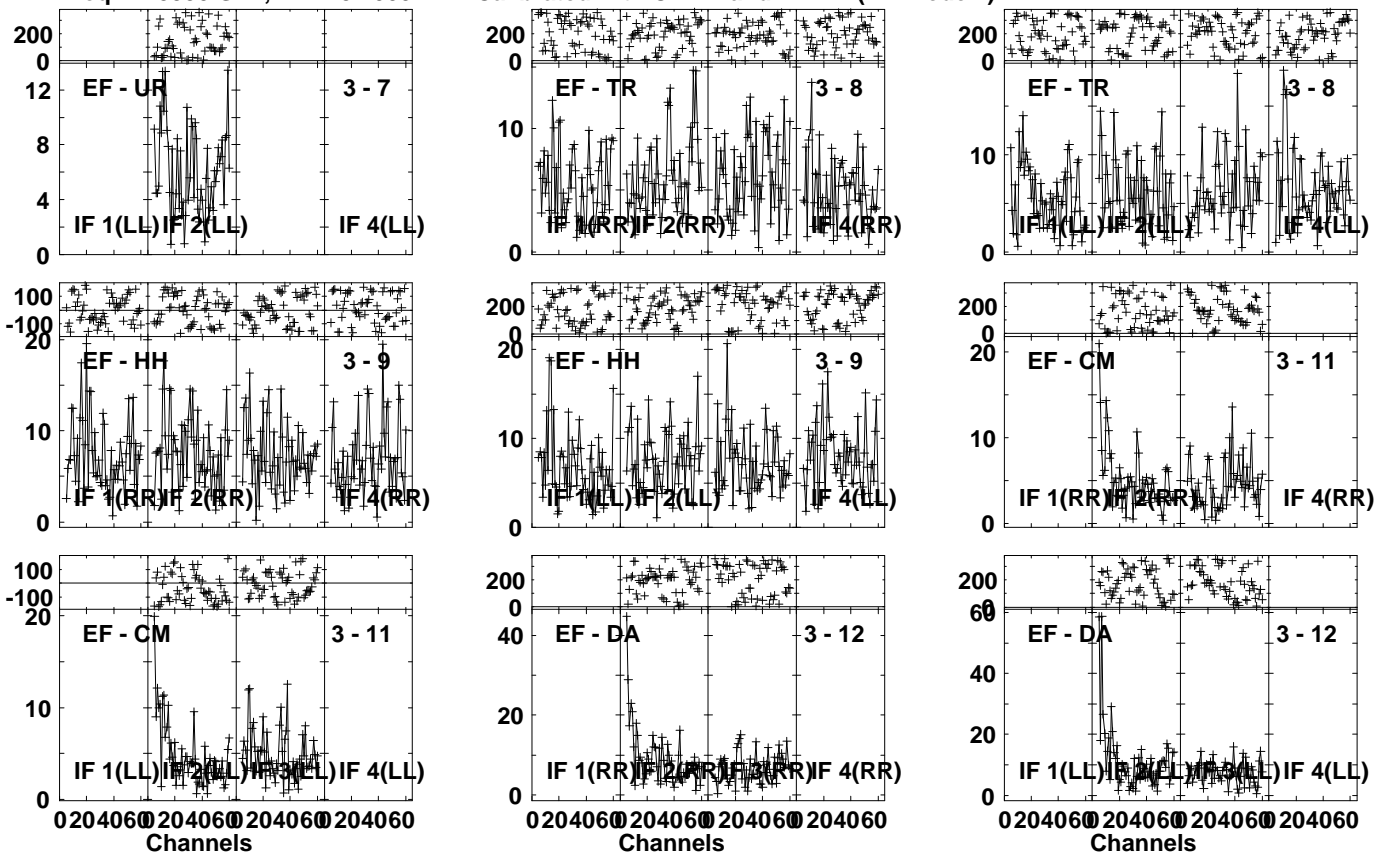 200
0
EF - UR
3 - 7
12
8
4
0
IF 1(LL) IF 2(LL)
IF 4(LL)
200
0
EF - TR
3 - 8
10
0
IF 1(RR) IF 2(RR)
IF 4(RR)
200
0
EF - TR
3 - 8
10
0
IF 1(LL) IF 2(LL)
IF 4(LL)
100
-100
20
EF - HH
3 - 9
10
0
IF 1(RR) IF 2(RR)
IF 4(RR)
200
0
20
EF - HH
3 - 9
10
0
IF 1(LL) IF 2(LL)
IF 4(LL)
200
0
20
EF - CM
3 - 11
10
0
IF 1(RR) IF 2(RR)
IF 4(RR)
100
-100
20
EF - CM
3 - 11
10
0
IF 1(LL) IF 2(LL) IF 3(LL) IF 4(LL)
0 20 40 60 0 20 40 60 0 20 40 60 0 20 40 60
Channels
200
0
40
EF - DA
3 - 12
20
0
IF 1(RR) IF 2(RR) IF 3(RR) IF 4(RR)
0 20 40 60 0 20 40 60 0 20 40 60 0 20 40 60
Channels
200
0
60
EF - DA
3 - 12
40
20
0
IF 1(LL) IF 2(LL) IF 3(LL) IF 4(LL)
0 20 40 60 0 20 40 60 0 20 40 60 0 20 40 60
Channels